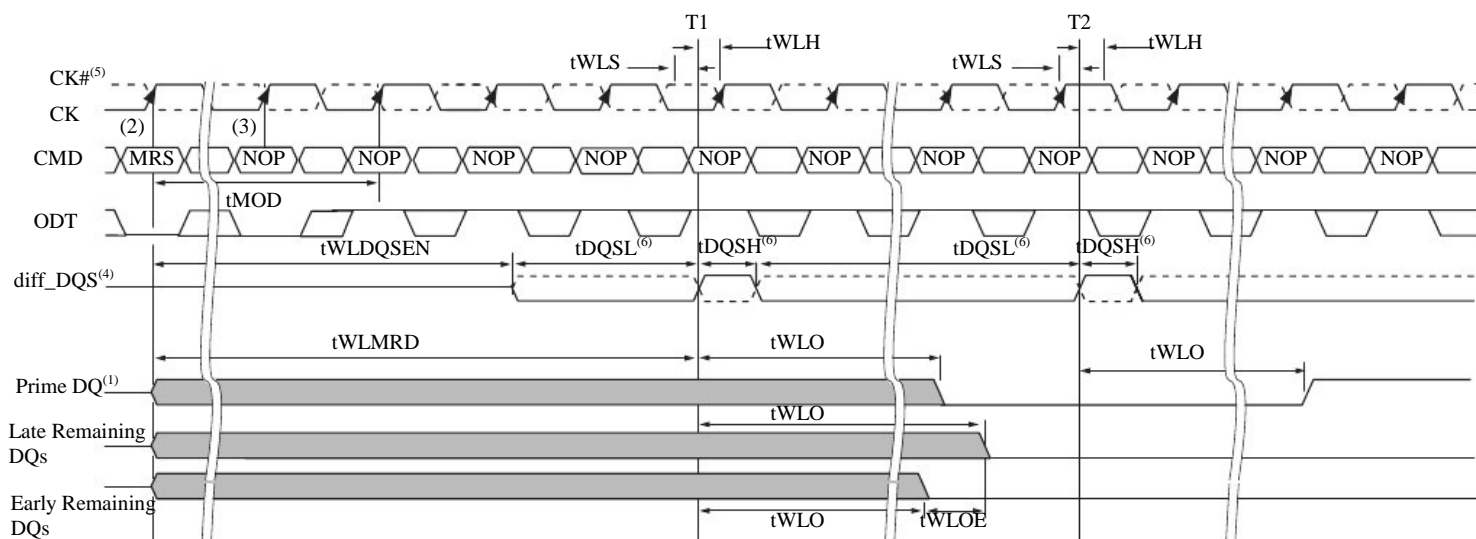 T1 T2
tWLH tWLH
tWLS tWLS
CK#(5)
CK
(2) (3)
CMD MRS NOP NOP NOP NOP NOP NOP NOP NOP NOP NOP NOP
tMOD
ODT
tWLDQSEN tDQSL(6) tDQSH(6) tDQSL(6) tDQSH(6)
diff_DQS(4)
tWLMRD tWLO tWLO
Prime DQ(1)
tWLO
Late Remaining
DQs
Early Remaining
DQs
tWLO tWLOE